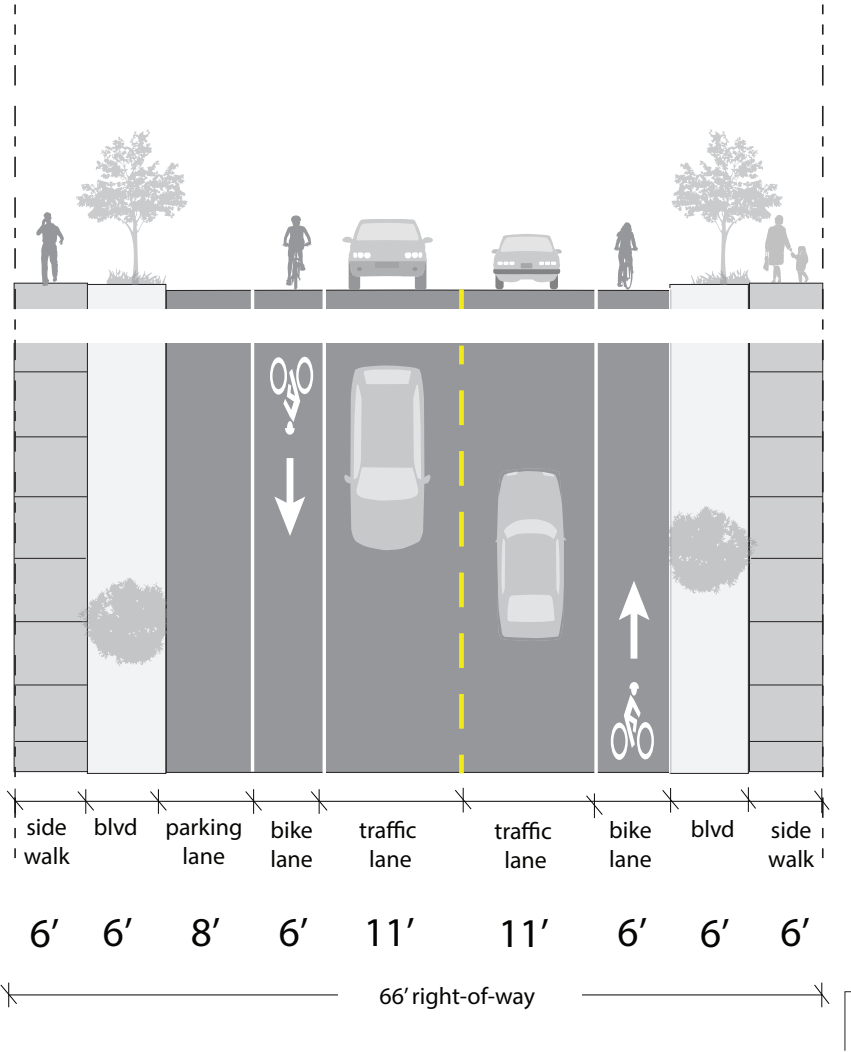 side
walk
blvd
parking
lane
bike
lane
traffic
lane
traffic
lane
bike
lane
blvd
side
walk
6’ 6’ 8’ 6’ 11’ 11’ 6’ 6’ 6’
66’ right-of-way